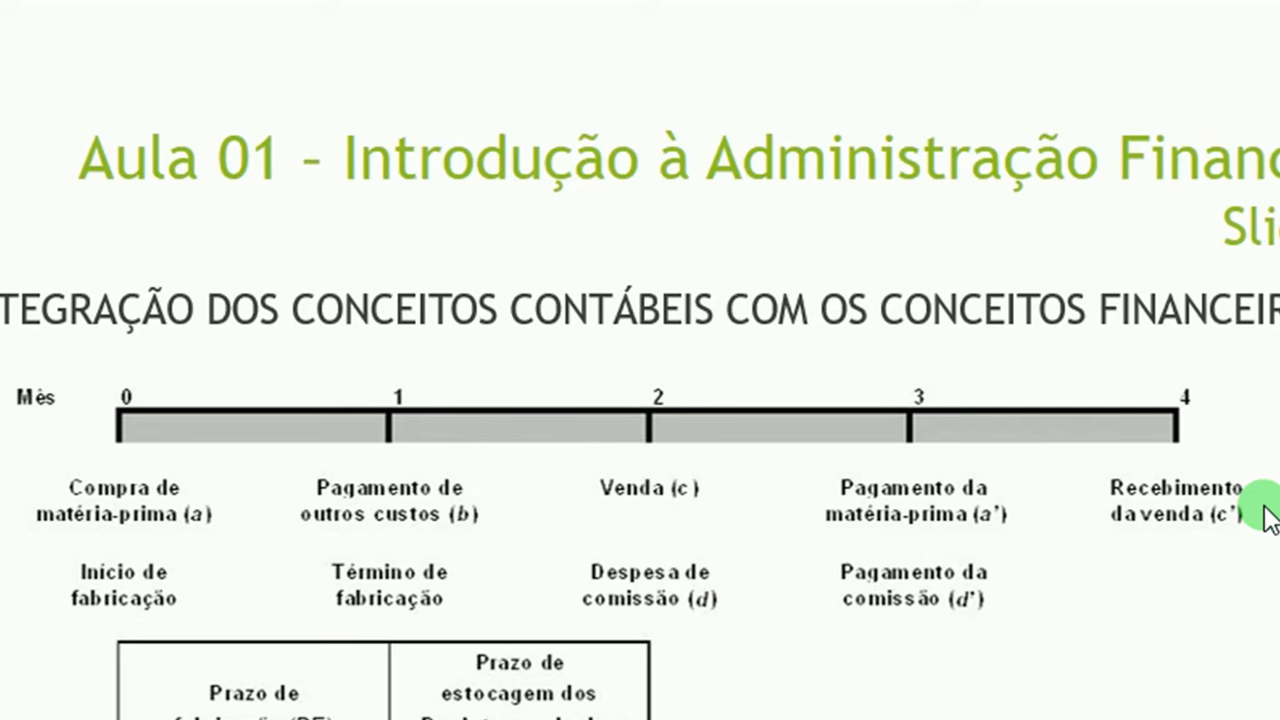 Aula 01 – Introdução à Administração Financ
Sli
TEGRAÇÃO DOS CONCEITOS CONTÁBEIS COM OS CONCEITOS FINANCEIR
Mês 0 1 2 3 4
Compra de matéria-prima (a)
Pagamento de outros custos (b)
Venda (c)
Pagamento da matéria-prima (a')
Recebimento da venda (c')
Início de fabricação
Término de fabricação
Despesa de comissão (d)
Pagamento da comissão (d')
Prazo de
Prazo de
estocagem dos